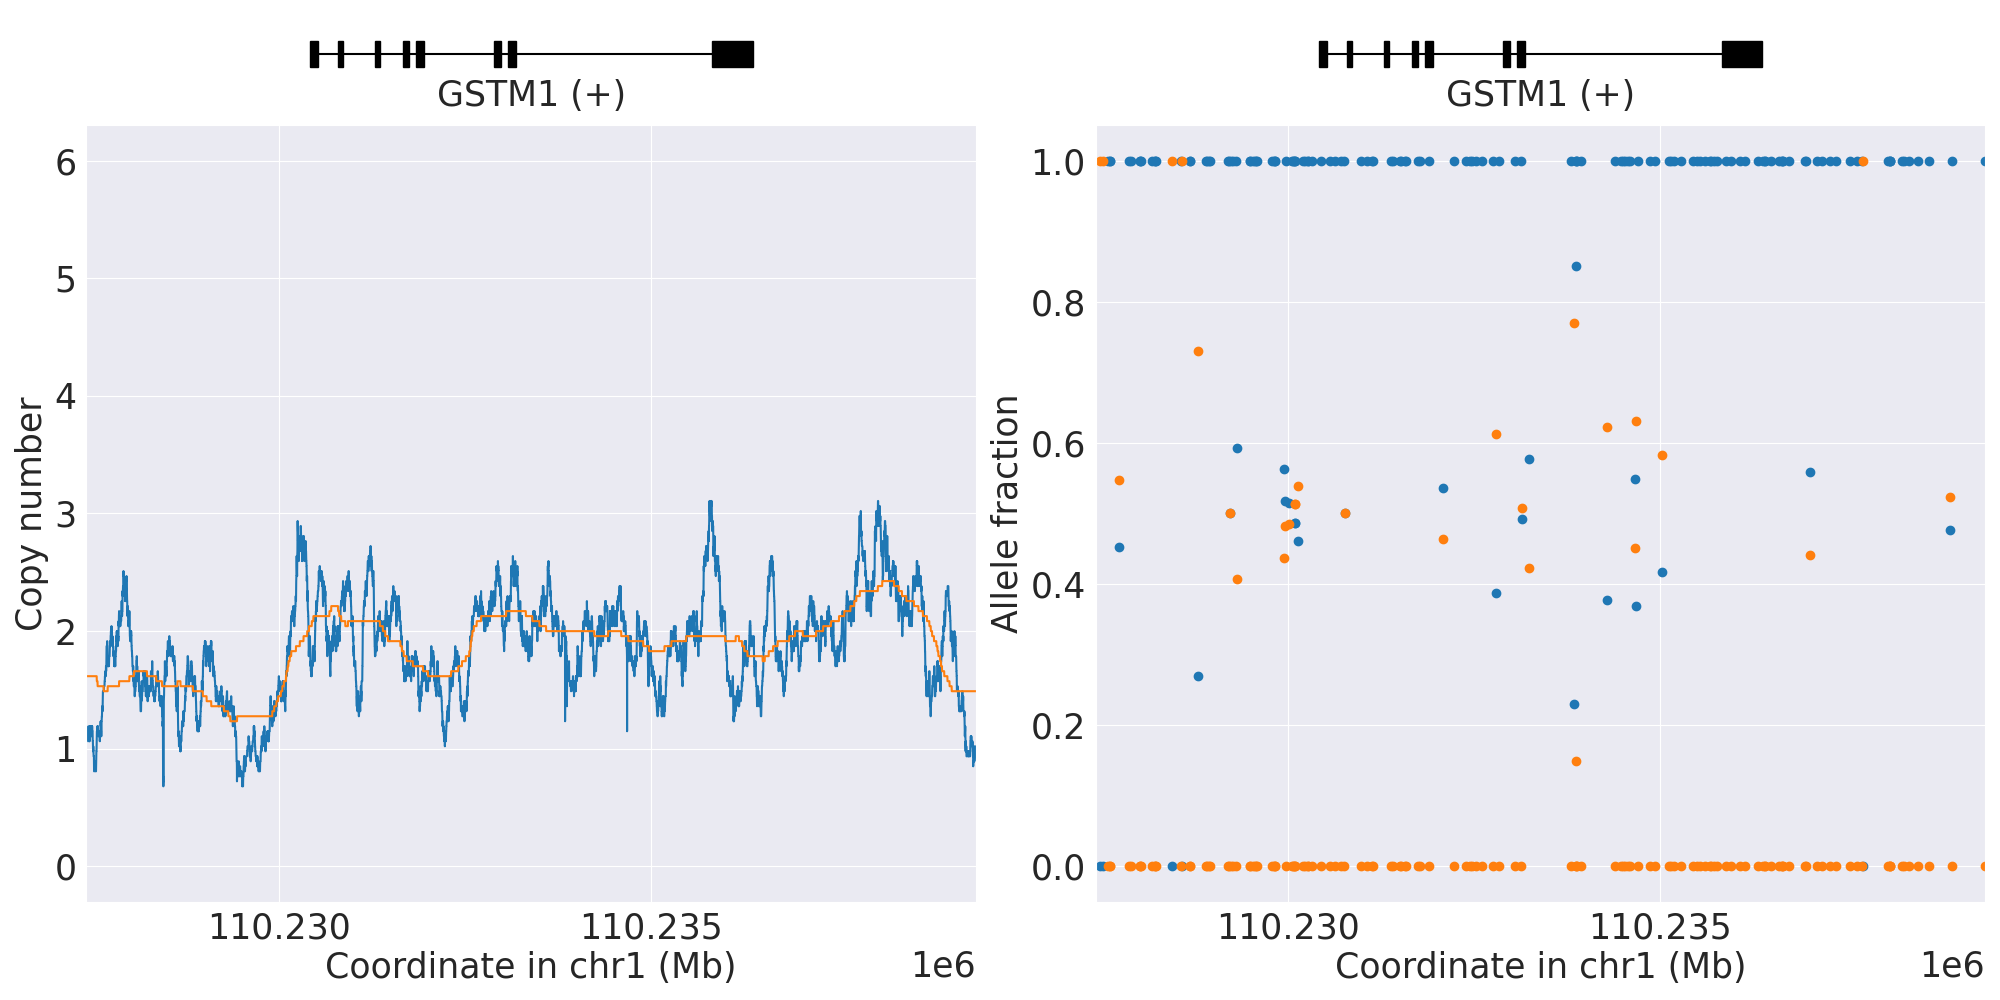 GSTM1 (+)
GSTM1 (+)
Copy number
6
5
4
3
2
1
0
110.230
110.235
Coordinate in chr1 (Mb)
1e6
Allele fraction
1.0
0.8
0.6
0.4
0.2
0.0
110.230
110.235
Coordinate in chr1 (Mb)
1e6